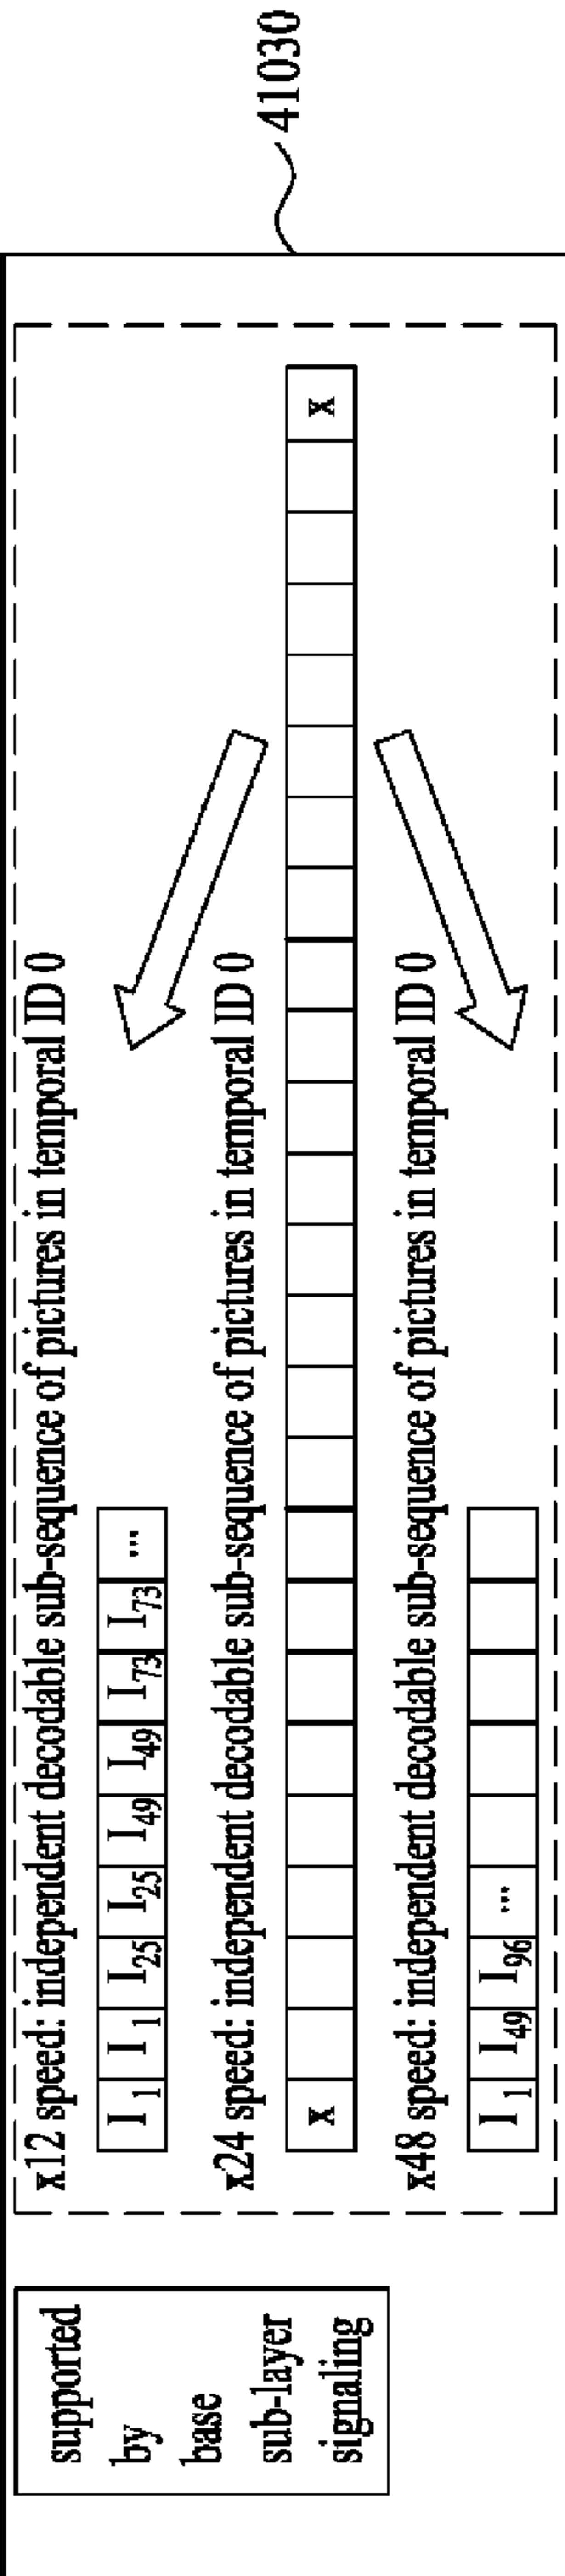 supported
by
base
sub-layer
signaling
x12 speed: independent decodable sub-sequence of pictures in temporal ID 0
I1 I1 I25 I25 I49 I49 I73 I73 ...
x24 speed: independent decodable sub-sequence of pictures in temporal ID 0
x x
x48 speed: independent decodable sub-sequence of pictures in temporal ID 0
I1 I49 I96 ...
41030